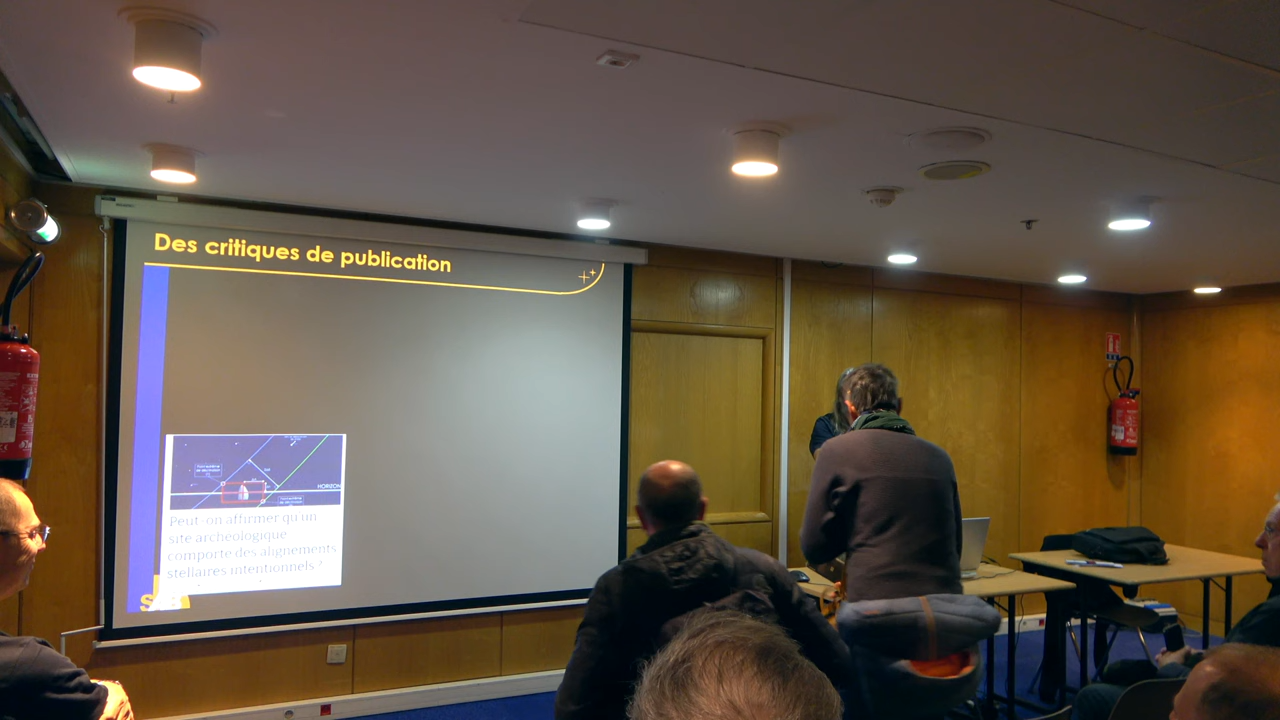 Des critiques de publication
HORIZON
Peut-on affirmer qu'un
site archéologique
comporte des alignements
stellaires intentionnels ?